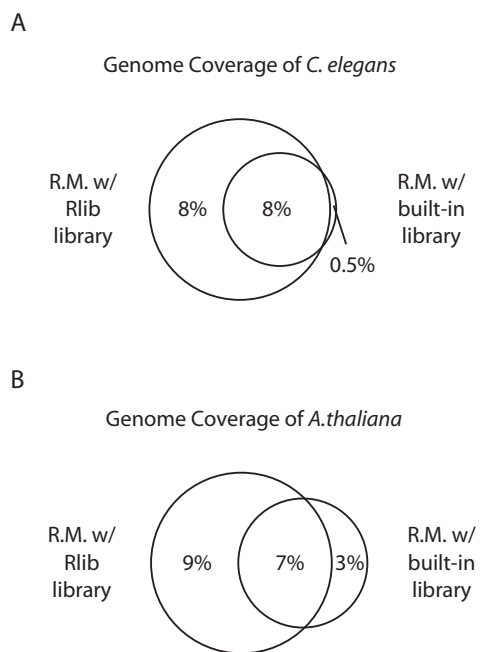 A
Genome Coverage of C. elegans
R.M. w/
Rlib
library
8%
8%
R.M. w/
built-in
library
0.5%
B
Genome Coverage of A.thaliana
R.M. w/
Rlib
library
9%
7%
3%
R.M. w/
built-in
library